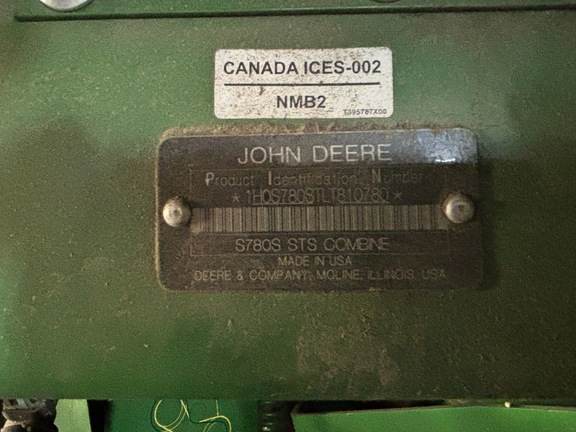 CANADA ICES-002
NMB2
T395787X00
JOHN DEERE
Product Identification Number
*1H0S780STLT810780*
S780S STS COMBINE
MADE IN USA
DEERE & COMPANY, MOLINE, ILLINOIS, USA